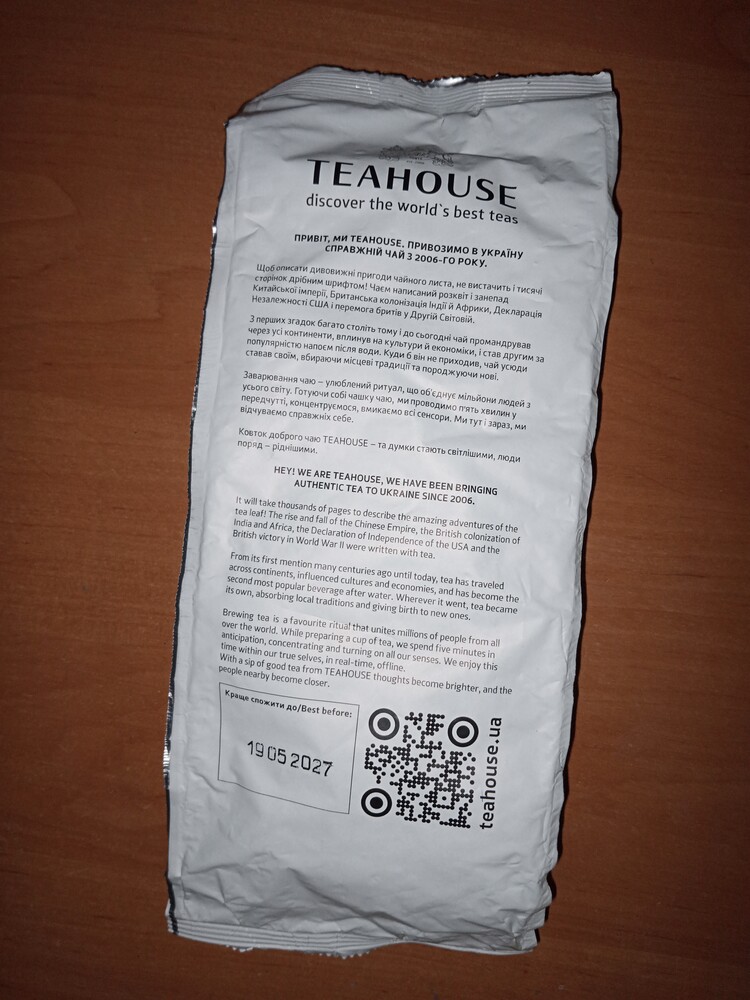 TEAHOUSE
discover the world`s best teas
ПРИВІТ, МИ TEAHOUSE. ПРИВОЗИМО В УКРАЇНУ
СПРАВЖНІЙ ЧАЙ З 2006-ГО РОКУ.
Щоб описати дивовижні пригоди чайного листа, не вистачить і тисячі
сторінок дрібним шрифтом! Чаєм написаний розквіт і занепад
Китайської імперії, Британська колонізація Індії й Африки, Декларація
Незалежності США і перемога бритів у Другій Світовій.
З перших згадок багато століть тому і до сьогодні чай промандрував
через усі континенти, вплинув на культури й економіки, і став другим за
популярністю напоєм після води. Куди б він не приходив, чай усюди
ставав своїм, вбираючи місцеві традиції та породжуючи нові.
Заварювання чаю – улюблений ритуал, що об'єднує мільйони людей з
усього світу. Готуючи собі чашку чаю, ми проводимо п'ять хвилин у
передчутті, концентруємося, вмикаємо всі сенсори. Ми тут і зараз, ми
відчуваємо справжніх себе.
Ковток доброго чаю TEAHOUSE – та думки стають світлішими, люди
поряд – ріднішими.
HEY! WE ARE TEAHOUSE, WE HAVE BEEN BRINGING
AUTHENTIC TEA TO UKRAINE SINCE 2006.
It will take thousands of pages to describe the amazing adventures of the
tea leaf! The rise and fall of the Chinese Empire, the British colonization of
India and Africa, the Declaration of Independence of the USA and the
British victory in World War II were written with tea.
From its first mention many centuries ago until today, tea has traveled
across continents, influenced cultures and economies, and has become the
second most popular beverage after water. Wherever it went, tea became
its own, absorbing local traditions and giving birth to new ones.
Brewing tea is a favourite ritual that unites millions of people from all
over the world. While preparing a cup of tea, we spend five minutes in
anticipation, concentrating and turning on all our senses. We enjoy this
time within our true selves, in real-time, offline.
With a sip of good tea from TEAHOUSE thoughts become brighter, and the
people nearby become closer.
Краще спожити до/Best before:
19 05 2027
teahouse.ua